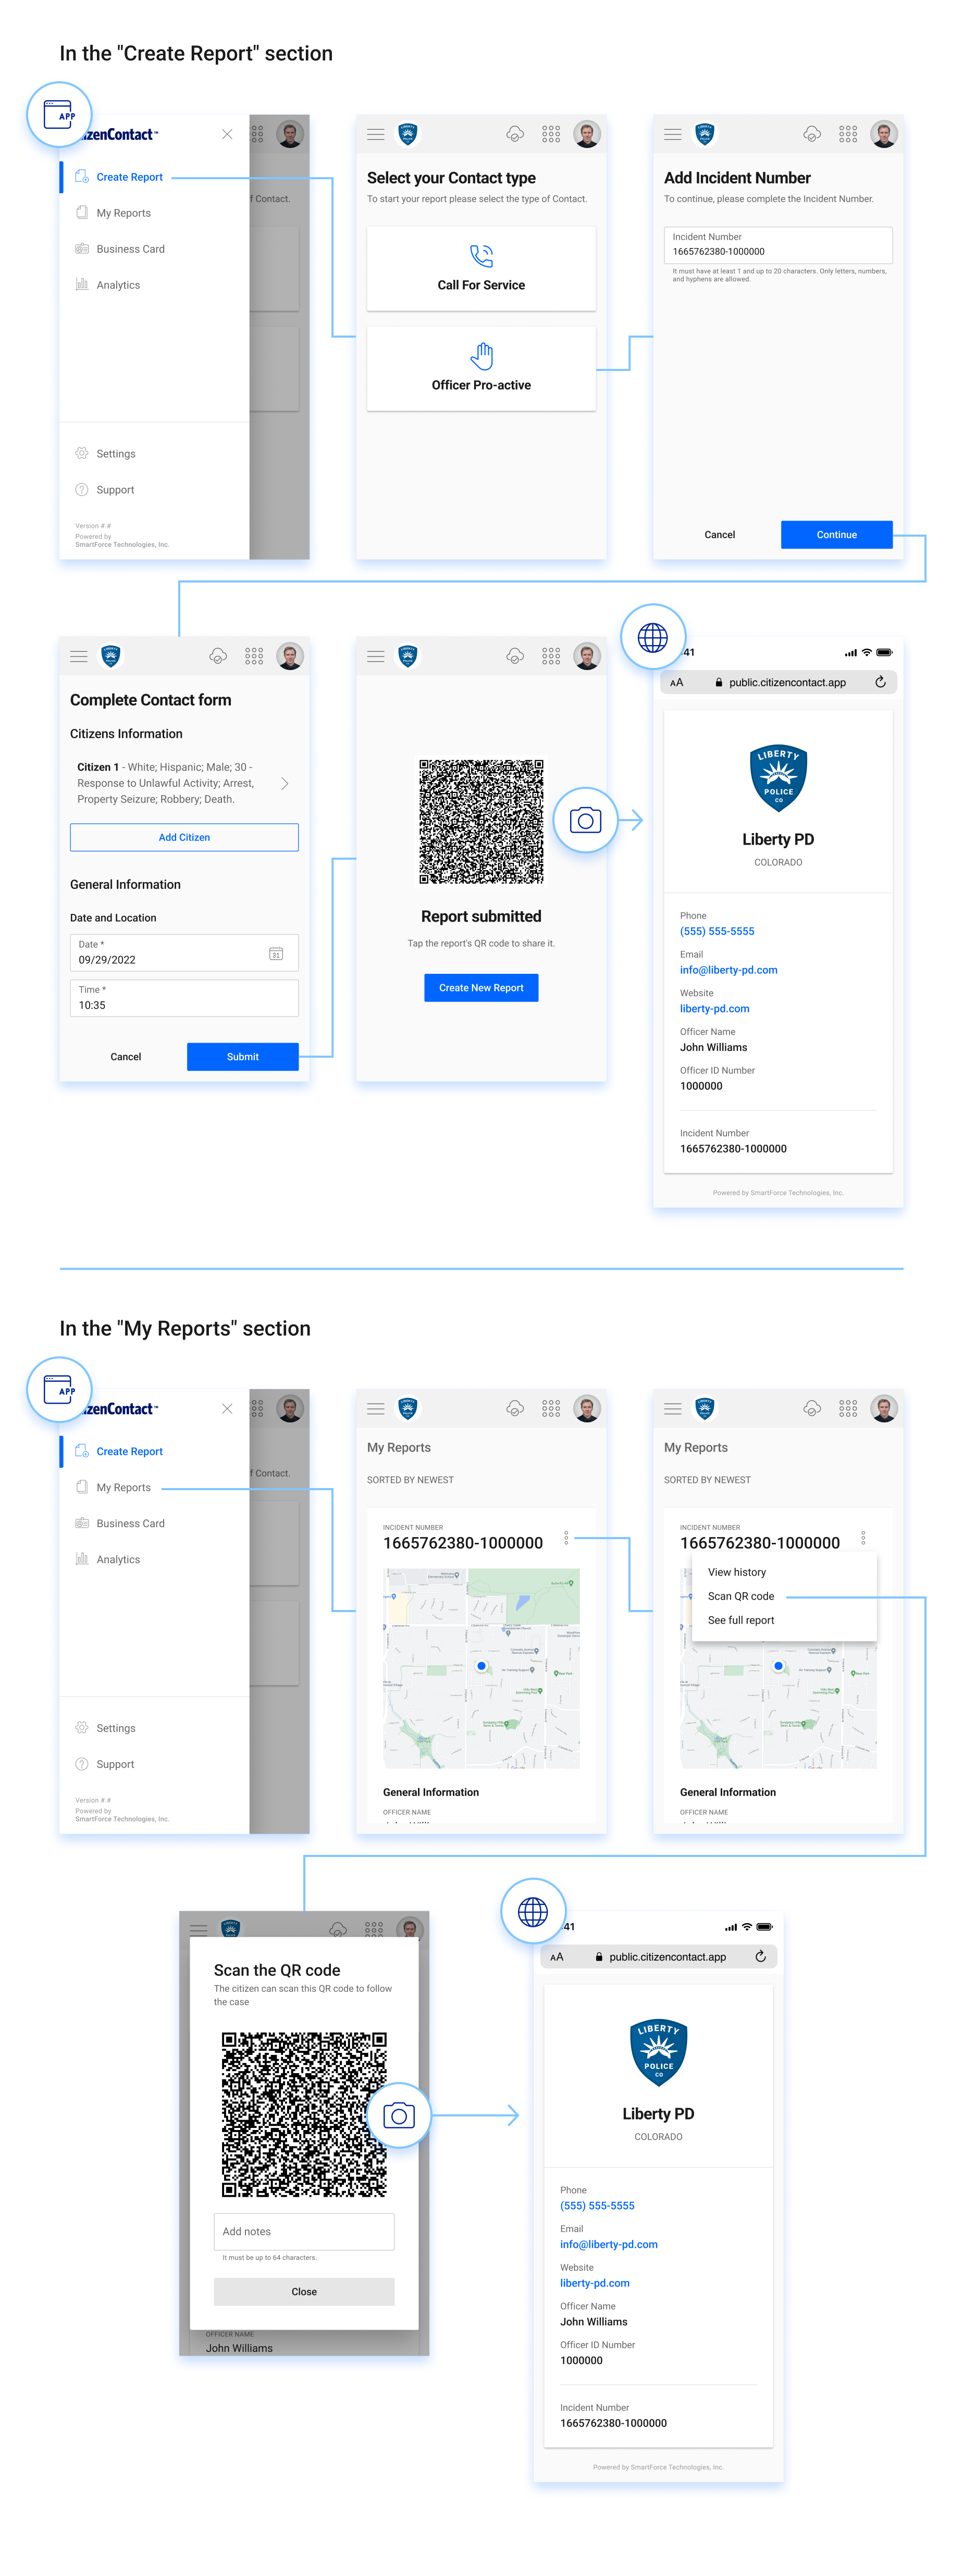 In the "Create Report" section
APP
izenContact™
Create Report
My Reports
Business Card
Analytics
Settings
Support
Version #.#
Powered by
SmartForce Technologies, Inc.
f Contact.
Select your Contact type
To start your report please select the type of Contact.
Call For Service
Officer Pro-active
Add Incident Number
To continue, please complete the Incident Number.
Incident Number
1665762380-1000000
It must have at least 1 and up to 20 characters. Only letters, numbers,
and hyphens are allowed.
Cancel
Continue
Complete Contact form
Citizens Information
Citizen 1 - White; Hispanic; Male; 30 -
Response to Unlawful Activity; Arrest,
Property Seizure; Robbery; Death.
Add Citizen
General Information
Date and Location
Date *
09/29/2022
31
Time *
10:35
Cancel
Submit
Report submitted
Tap the report's QR code to share it.
Create New Report
41
AA
public.citizencontact.app
LIBERTY
POLICE
CO
Liberty PD
COLORADO
Phone
(555) 555-5555
Email
info@liberty-pd.com
Website
liberty-pd.com
Officer Name
John Williams
Officer ID Number
1000000
Incident Number
1665762380-1000000
Powered by SmartForce Technologies, Inc.
In the "My Reports" section
APP
izenContact™
Create Report
My Reports
Business Card
Analytics
Settings
Support
Version #.#
Powered by
SmartForce Technologies, Inc.
f Contact.
My Reports
SORTED BY NEWEST
INCIDENT NUMBER
1665762380-1000000
General Information
OFFICER NAME
My Reports
SORTED BY NEWEST
INCIDENT NUMBER
1665762380-1000000
View history
Scan QR code
See full report
General Information
OFFICER NAME
Scan the QR code
The citizen can scan this QR code to follow
the case
Add notes
It must be up to 64 characters.
Close
OFFICER NAME
John Williams
41
AA
public.citizencontact.app
LIBERTY
POLICE
CO
Liberty PD
COLORADO
Phone
(555) 555-5555
Email
info@liberty-pd.com
Website
liberty-pd.com
Officer Name
John Williams
Officer ID Number
1000000
Incident Number
1665762380-1000000
Powered by SmartForce Technologies, Inc.